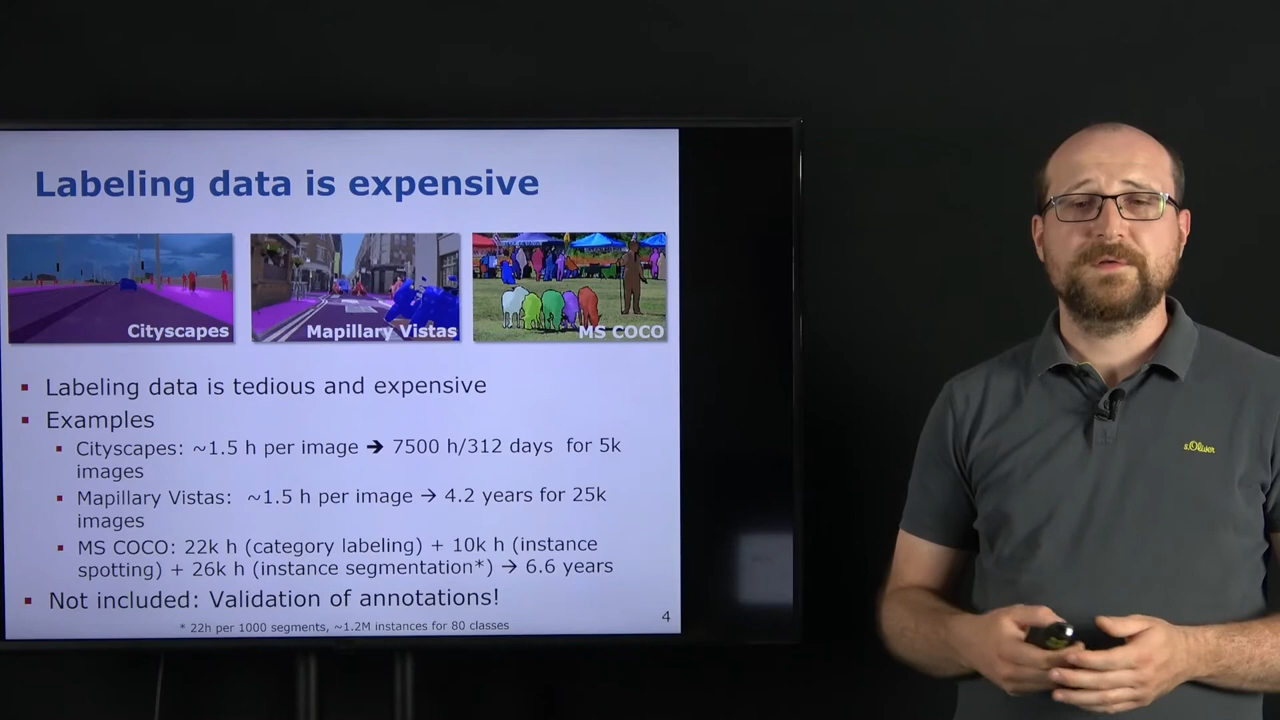 Labeling data is expensive
Cityscapes
Mapillary Vistas
MS COCO
▪ Labeling data is tedious and expensive
▪ Examples
▪ Cityscapes: ~1.5 h per image → 7500 h/312 days for 5k
images
▪ Mapillary Vistas: ~1.5 h per image → 4.2 years for 25k
images
▪ MS COCO: 22k h (category labeling) + 10k h (instance
spotting) + 26k h (instance segmentation*) → 6.6 years
▪ Not included: Validation of annotations!
* 22h per 1000 segments, ~1.2M instances for 80 classes
4
s.Oliver